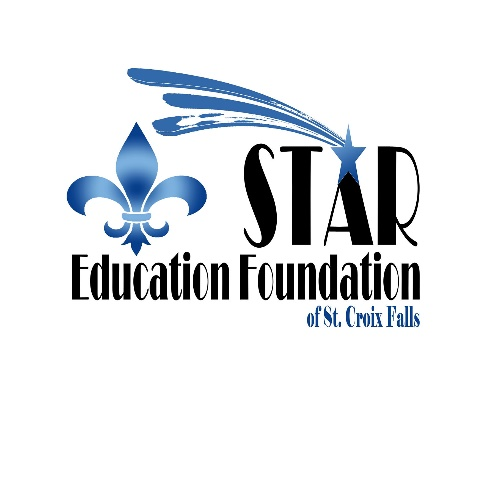 STAR
Education Foundation
of St. Croix Falls